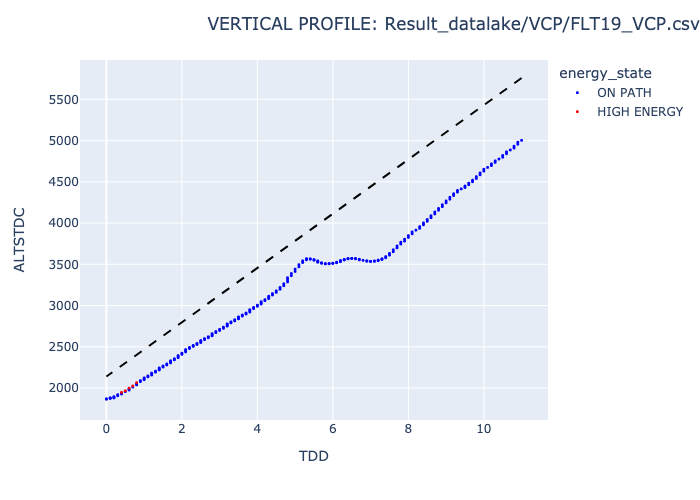 VERTICAL PROFILE: Result_datalake/VCP/FLT19_VCP.csv
energy_state
ON PATH
HIGH ENERGY
ALTSTDC
5500
5000
4500
4000
3500
3000
2500
2000
0 2 4 6 8 10
TDD